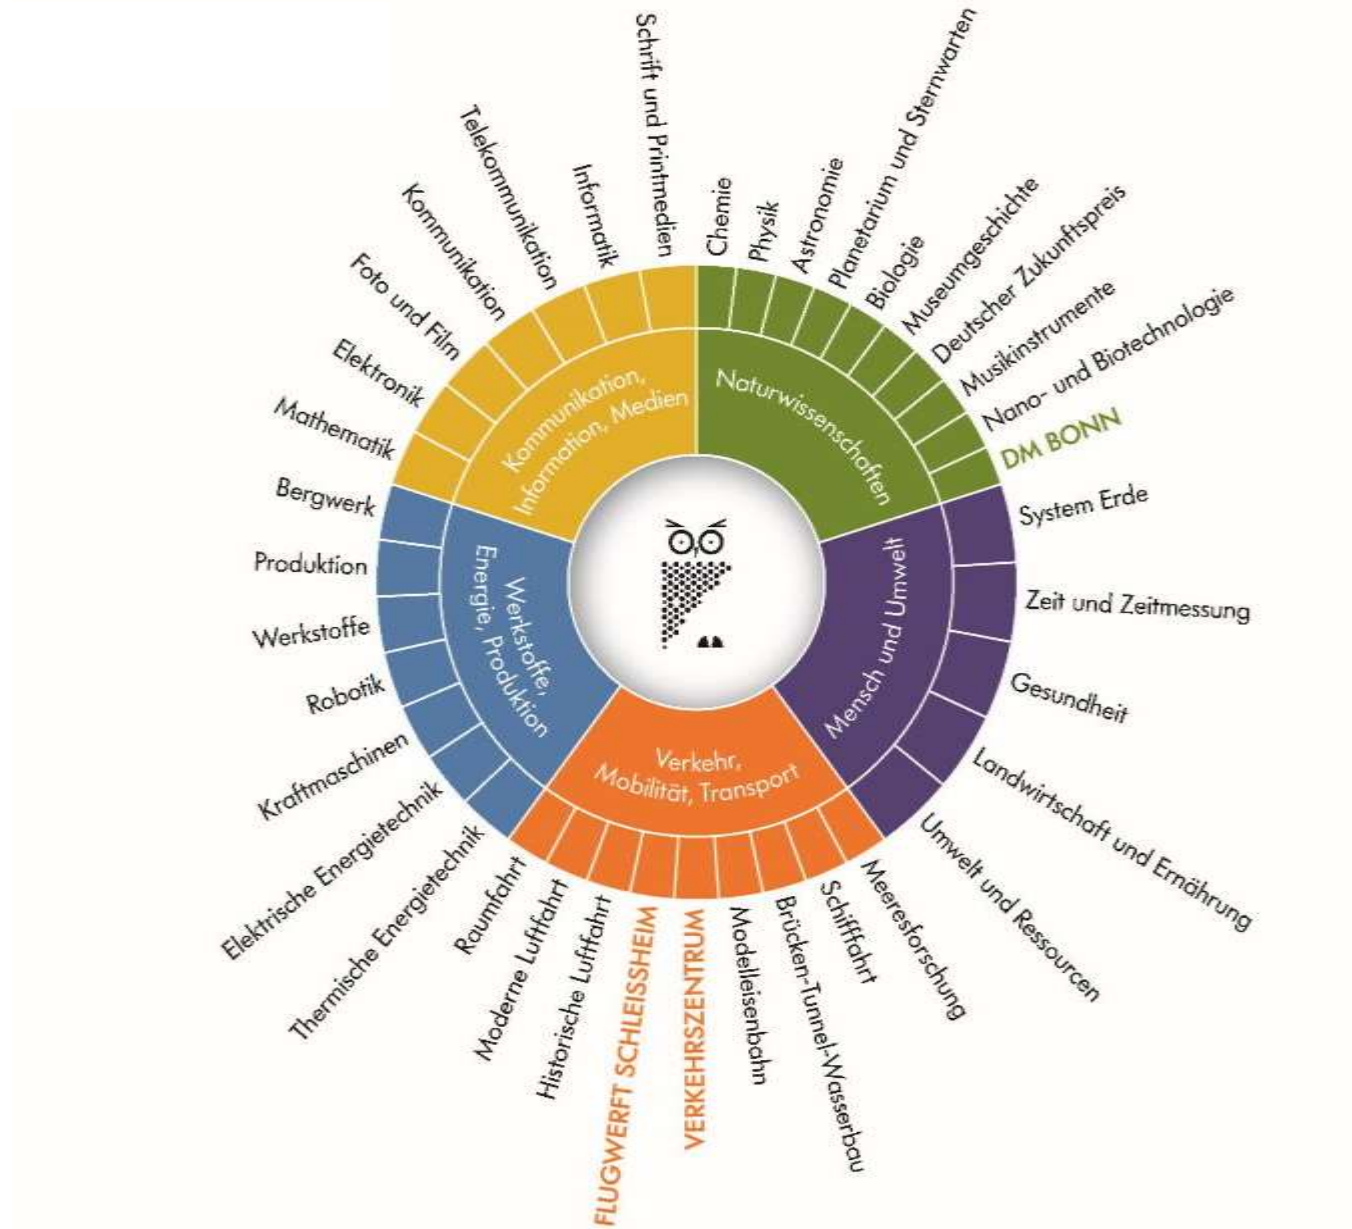 Schrift und Printmedien
Informatik
Telekommunikation
Kommunikation
Foto und Film
Elektronik
Mathematik
Kommunikation,
Information, Medien
Chemie
Physik
Astronomie
Planetarium und Sternwarten
Biologie
Museumgeschichte
Deutscher Zukunftspreis
Musikinstrumente
Nano- und Biotechnologie
DM BONN
Naturwissenschaften
System Erde
Zeit und Zeitmessung
Gesundheit
Landwirtschaft und Ernährung
Umwelt und Ressourcen
Mensch und Umwelt
Meeresforschung
Schifffahrt
Brücken-Tunnel-Wasserbau
Modelleisenbahn
VERKEHRSZENTRUM
FLUGWERFT SCHLEISSHEIM
Historische Luftfahrt
Moderne Luftfahrt
Raumfahrt
Verkehr,
Mobilität, Transport
Thermische Energietechnik
Elektrische Energietechnik
Kraftmaschinen
Robotik
Werkstoffe
Produktion
Bergwerk
Werkstoffe,
Energie, Produktion